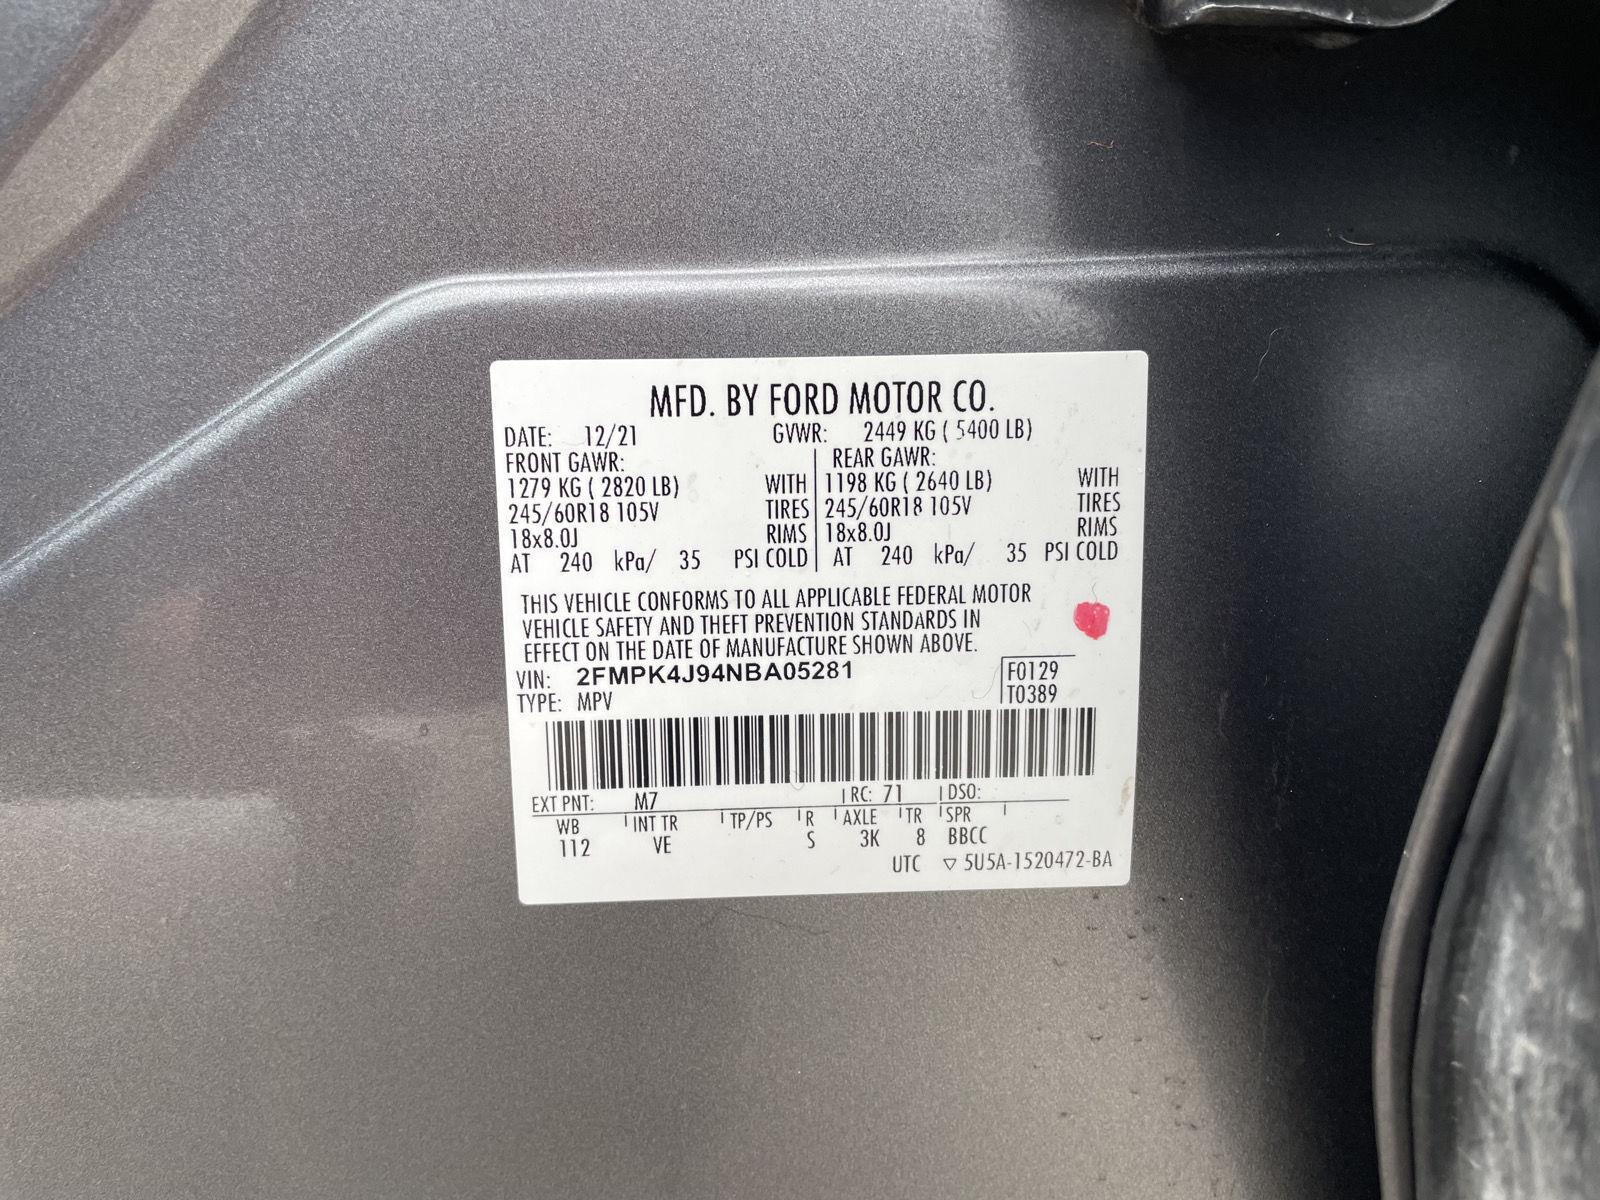 MFD. BY FORD MOTOR CO.
DATE: 12/21 GVWR: 2449 KG ( 5400 LB)
FRONT GAWR: REAR GAWR:
1279 KG ( 2820 LB) WITH 1198 KG ( 2640 LB) WITH
245/60R18 105V TIRES 245/60R18 105V TIRES
18x8.0J RIMS 18x8.0J RIMS
AT 240 kPa/ 35 PSI COLD AT 240 kPa/ 35 PSI COLD
THIS VEHICLE CONFORMS TO ALL APPLICABLE FEDERAL MOTOR
VEHICLE SAFETY AND THEFT PREVENTION STANDARDS IN
EFFECT ON THE DATE OF MANUFACTURE SHOWN ABOVE.
VIN: 2FMPK4J94NBA05281 F0129
TYPE: MPV T0389
EXT PNT: M7 RC: 71 DSO:
WB INT TR TP/PS R AXLE TR SPR
112 VE S 3K 8 BBCC
UTC ▽ 5U5A-1520472-BA